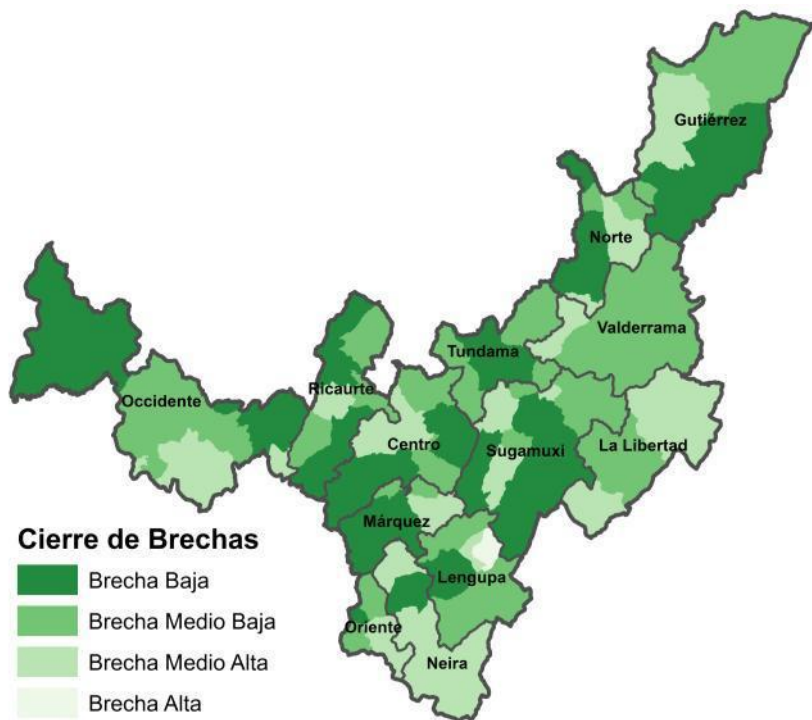 Gutiérrez
Norte
Valderrama
Tundama
Occidente
Ricaurte
Centro
Sugamuxi
La Libertad
Márquez
Lengupa
Oriente
Neira
Cierre de Brechas
Brecha Baja
Brecha Medio Baja
Brecha Medio Alta
Brecha Alta